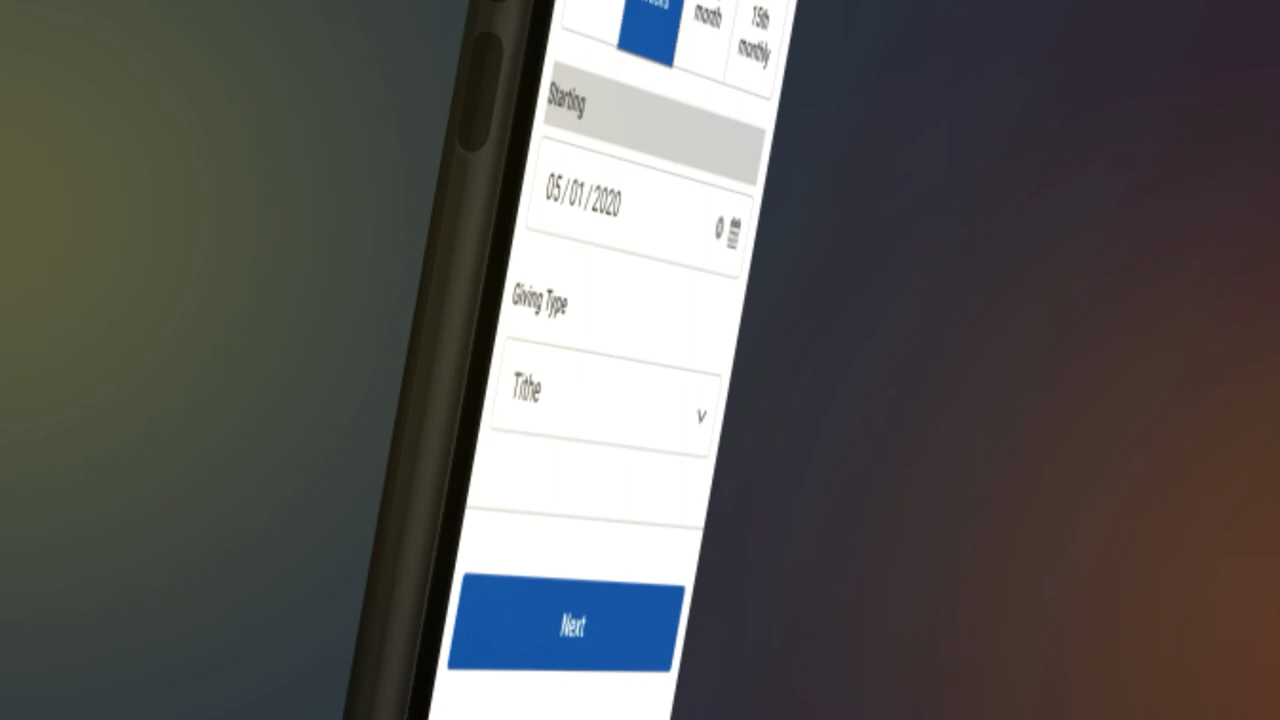 month
15th
monthly
Starting
05/01/2020
Giving Type
Tithe
Next